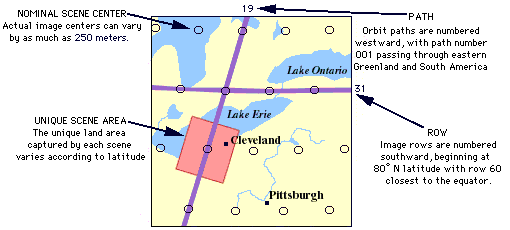 NOMINAL SCENE CENTER
Actual image centers can vary
by as much as 250 meters.
19
PATH
Orbit paths are numbered
westward, with path number
001 passing through eastern
Greenland and South America
Lake Ontario
31
Lake Erie
UNIQUE SCENE AREA
The unique land area
captured by each scene
varies according to latitude
Cleveland
ROW
Image rows are numbered
southward, beginning at
80° N latitude with row 60
closest to the equator.
Pittsburgh